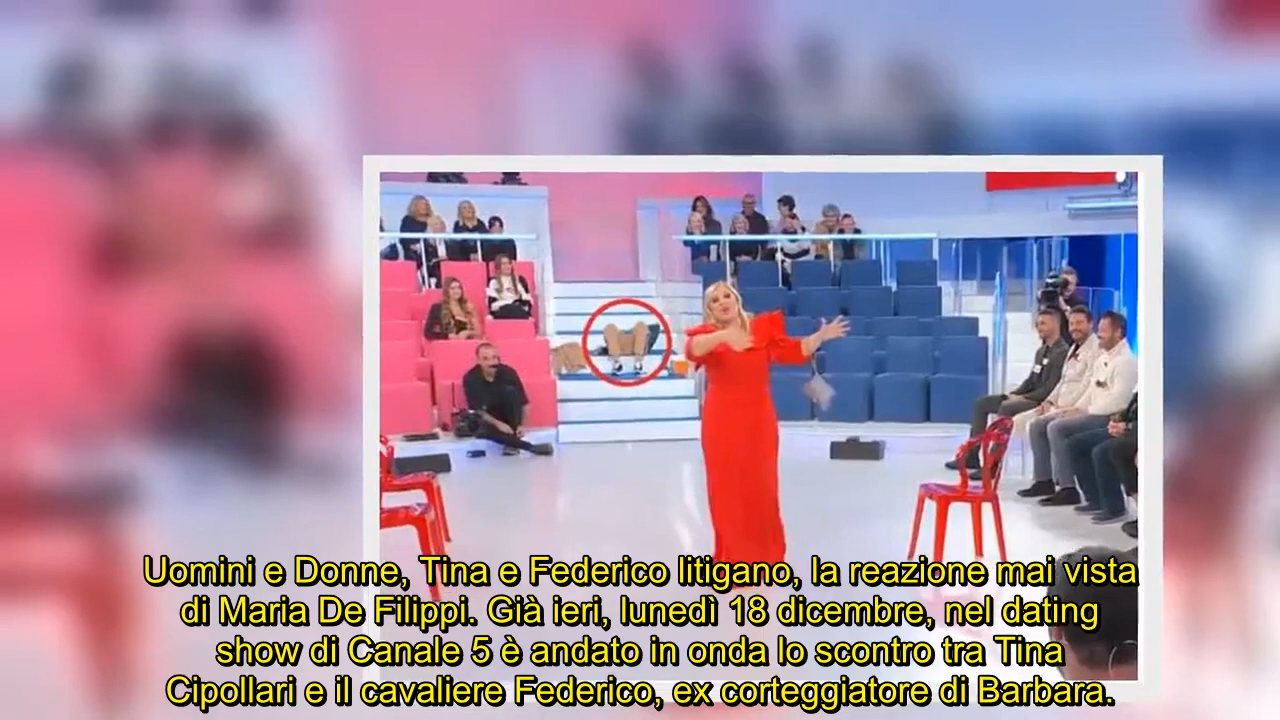 Uomini e Donne, Tina e Federico litigano, la reazione mai vista
di Maria De Filippi. Già ieri, lunedì 18 dicembre, nel dating
show di Canale 5 è andato in onda lo scontro tra Tina
Cipollari e il cavaliere Federico, ex corteggiatore di Barbara.